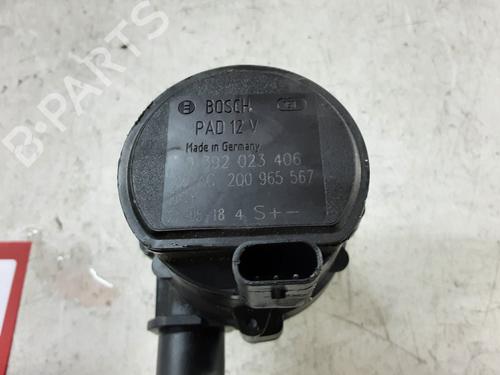 BOSCH
PAD 12 V
Made in Germany
392 023 406
200 965 567
18 4 S+-
B-PARTS